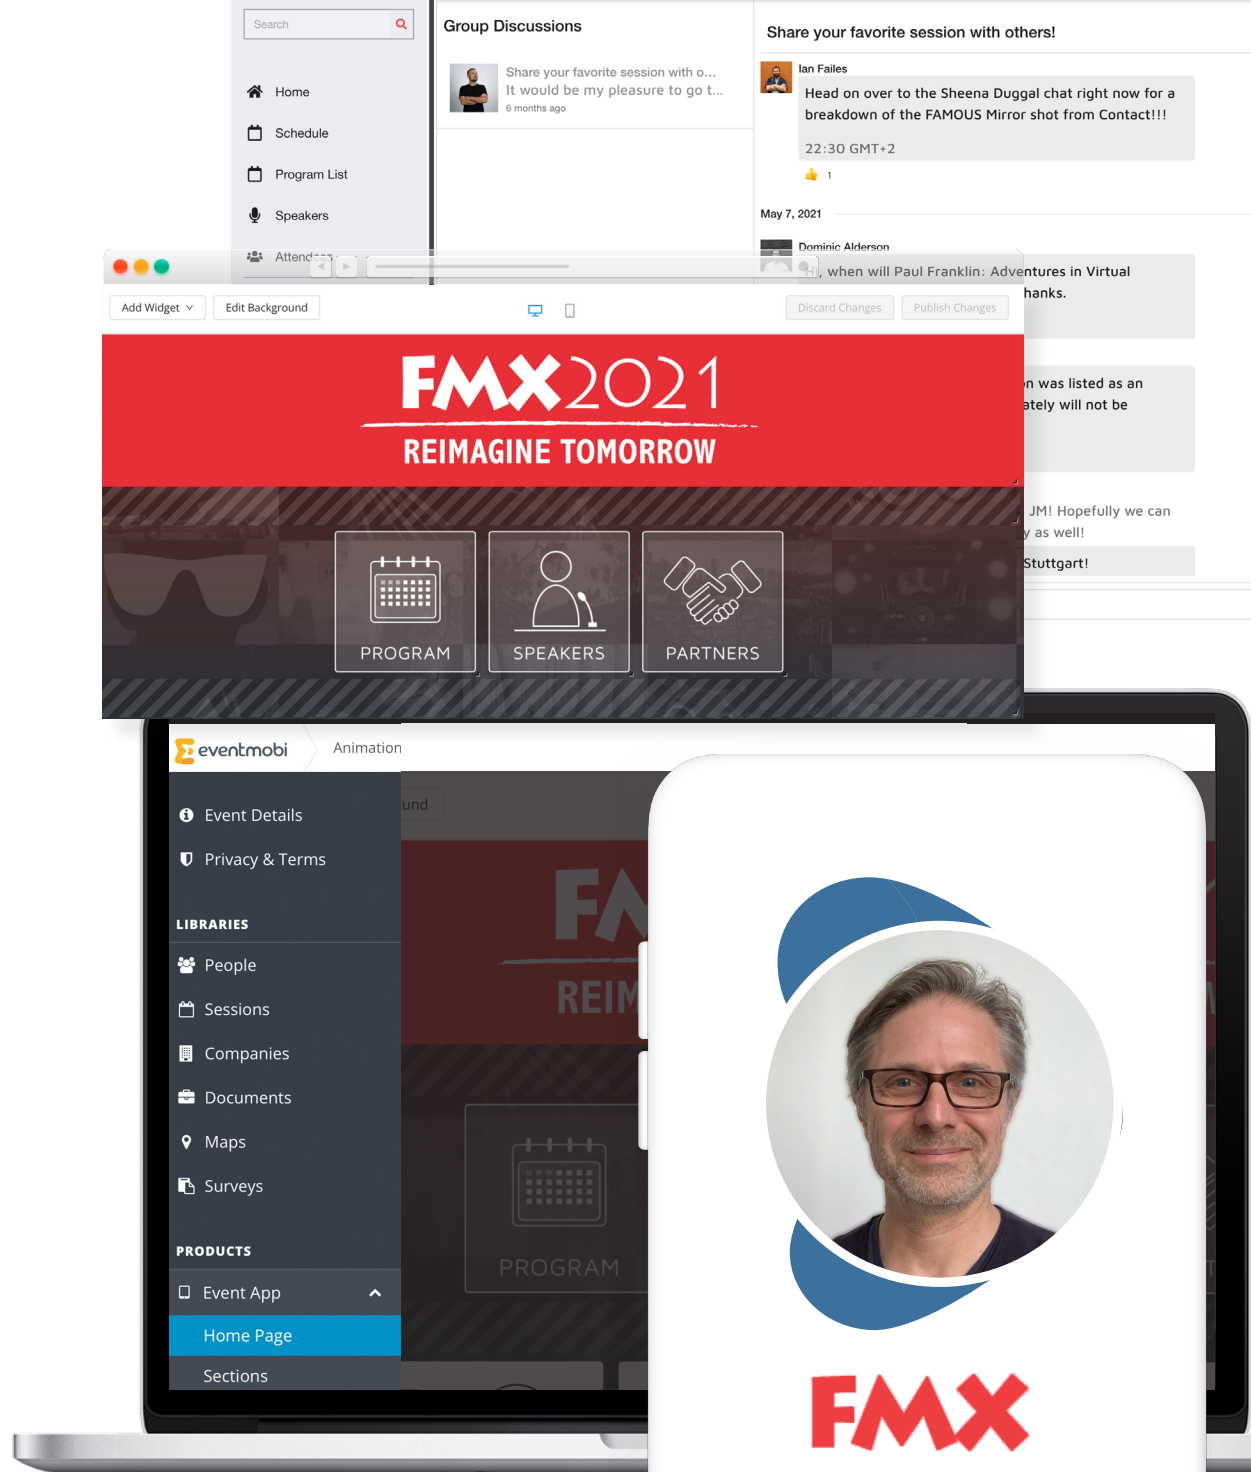 Search
Home
Schedule
Program List
Speakers
Attendees
Group Discussions
Share your favorite session with o...
It would be my pleasure to go t...
6 months ago
Share your favorite session with others!
Ian Failes
Head on over to the Sheena Duggal chat right now for a
breakdown of the FAMOUS Mirror shot from Contact!!!
22:30 GMT+2
1
May 7, 2021
Dominic Alderson
Hi, when will Paul Franklin: Adventures in Virtual
hanks.
on was listed as an
ately will not be
JM! Hopefully we can
y as well!
Stuttgart!
Add Widget
Edit Background
Discard Changes
Publish Changes
FMX2021
REIMAGINE TOMORROW
PROGRAM
SPEAKERS
PARTNERS
eventmobi
Animation
Event Details
Privacy & Terms
LIBRARIES
People
Sessions
Companies
Documents
Maps
Surveys
PRODUCTS
Event App
Home Page
Sections
und
FM
REIM
PROGRAM
FMX